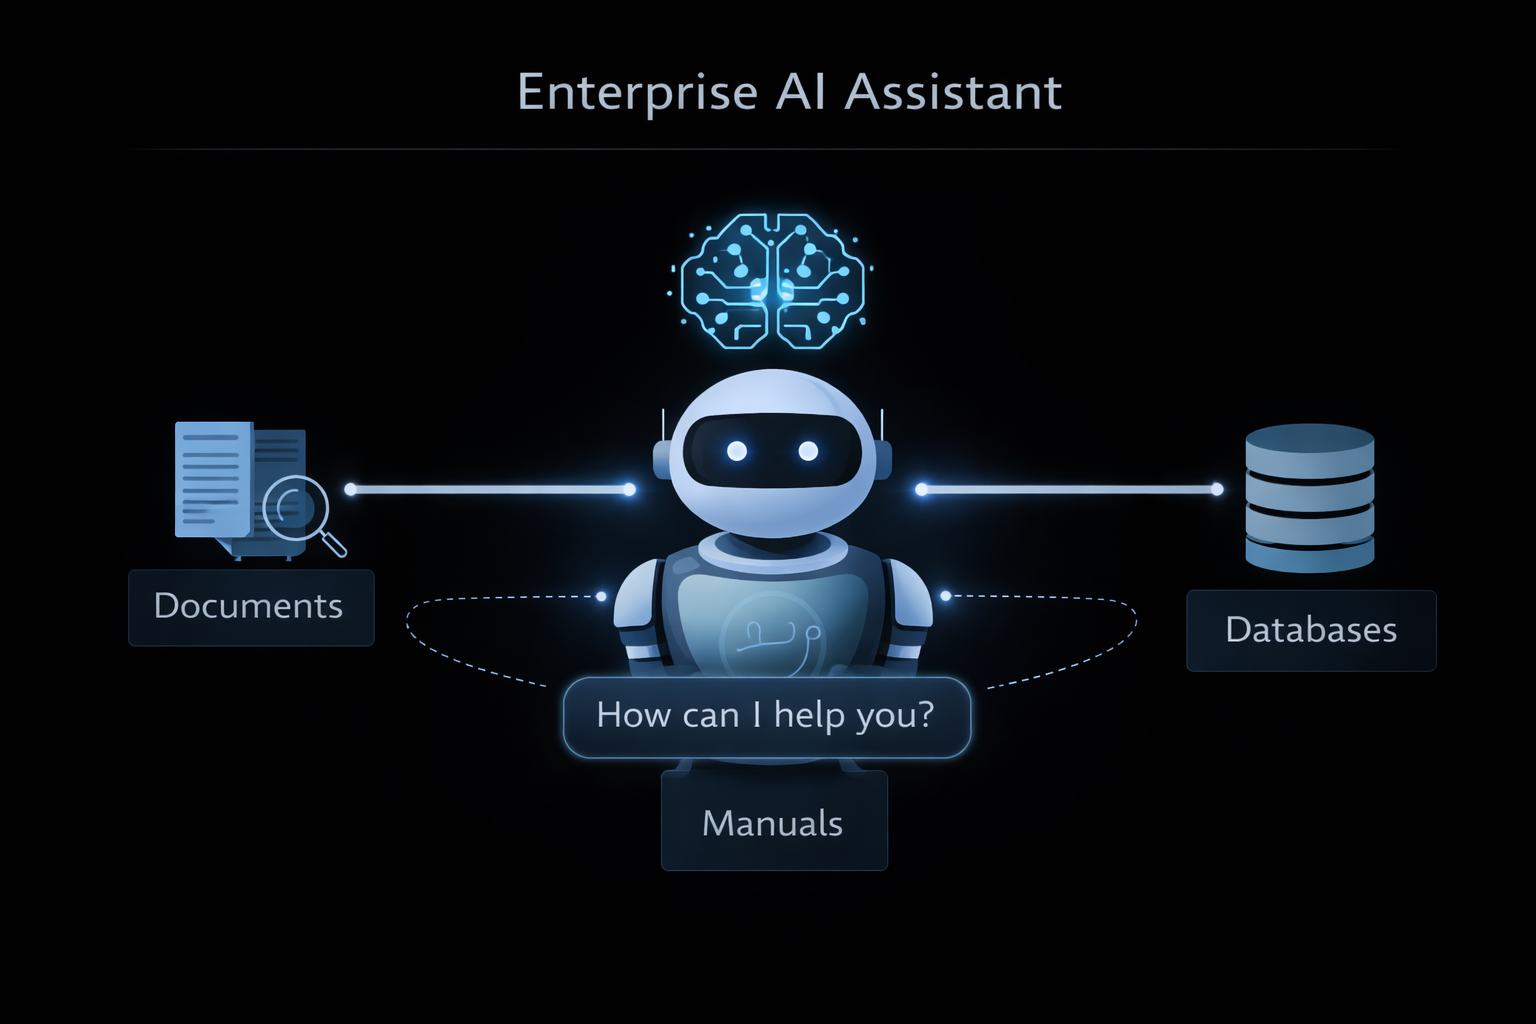 Enterprise AI Assistant
Documents
Databases
How can I help you?
Manuals